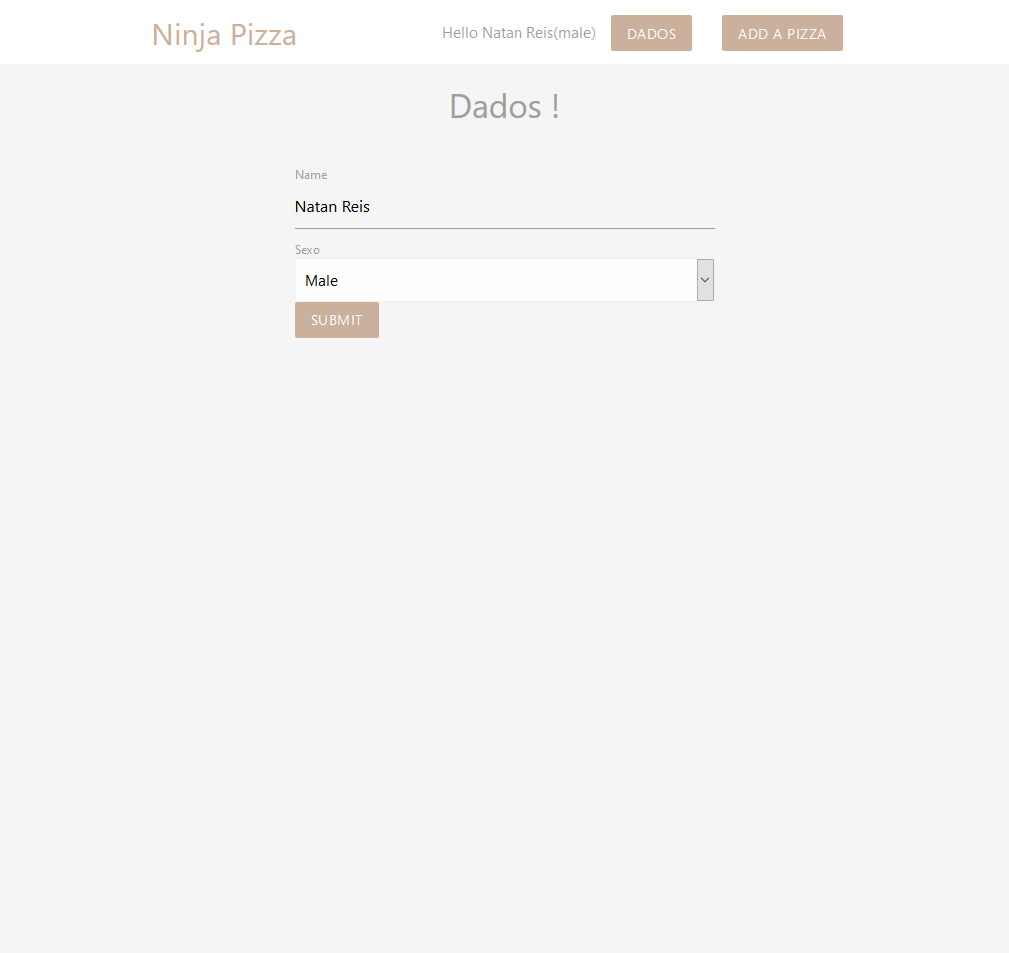 Ninja Pizza
Hello Natan Reis(male)
DADOS
ADD A PIZZA
Dados !
Name
Natan Reis
Sexo
Male
SUBMIT